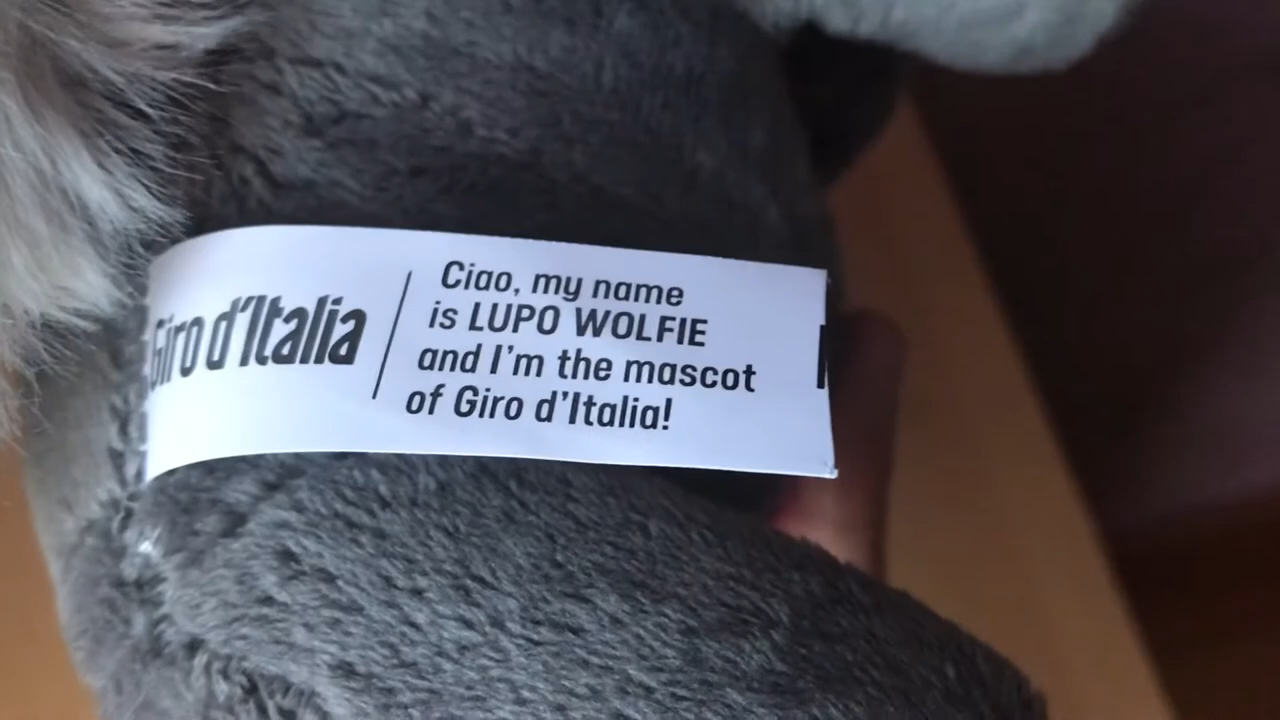 Giro d'Italia
Ciao, my name
is LUPO WOLFIE
and I'm the mascot
of Giro d'Italia!